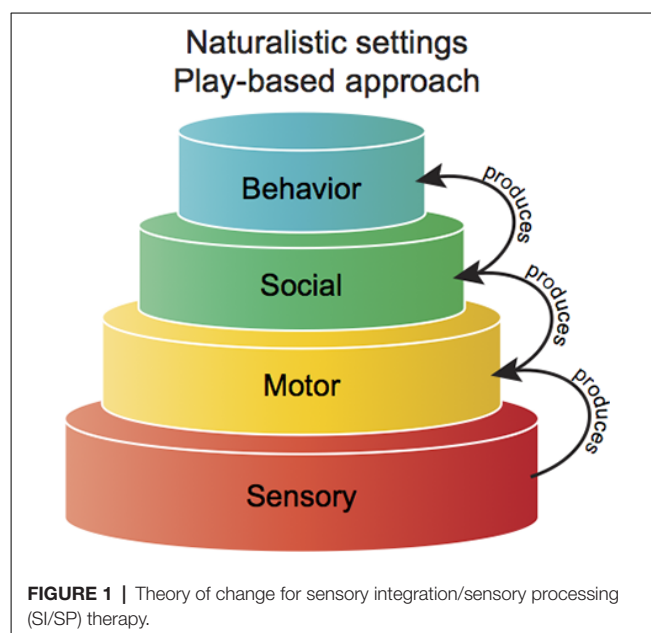 Naturalistic settings
Play-based approach
Behavior
produces
Social
produces
Motor
produces
Sensory
FIGURE 1 | Theory of change for sensory integration/sensory processing
(SI/SP) therapy.